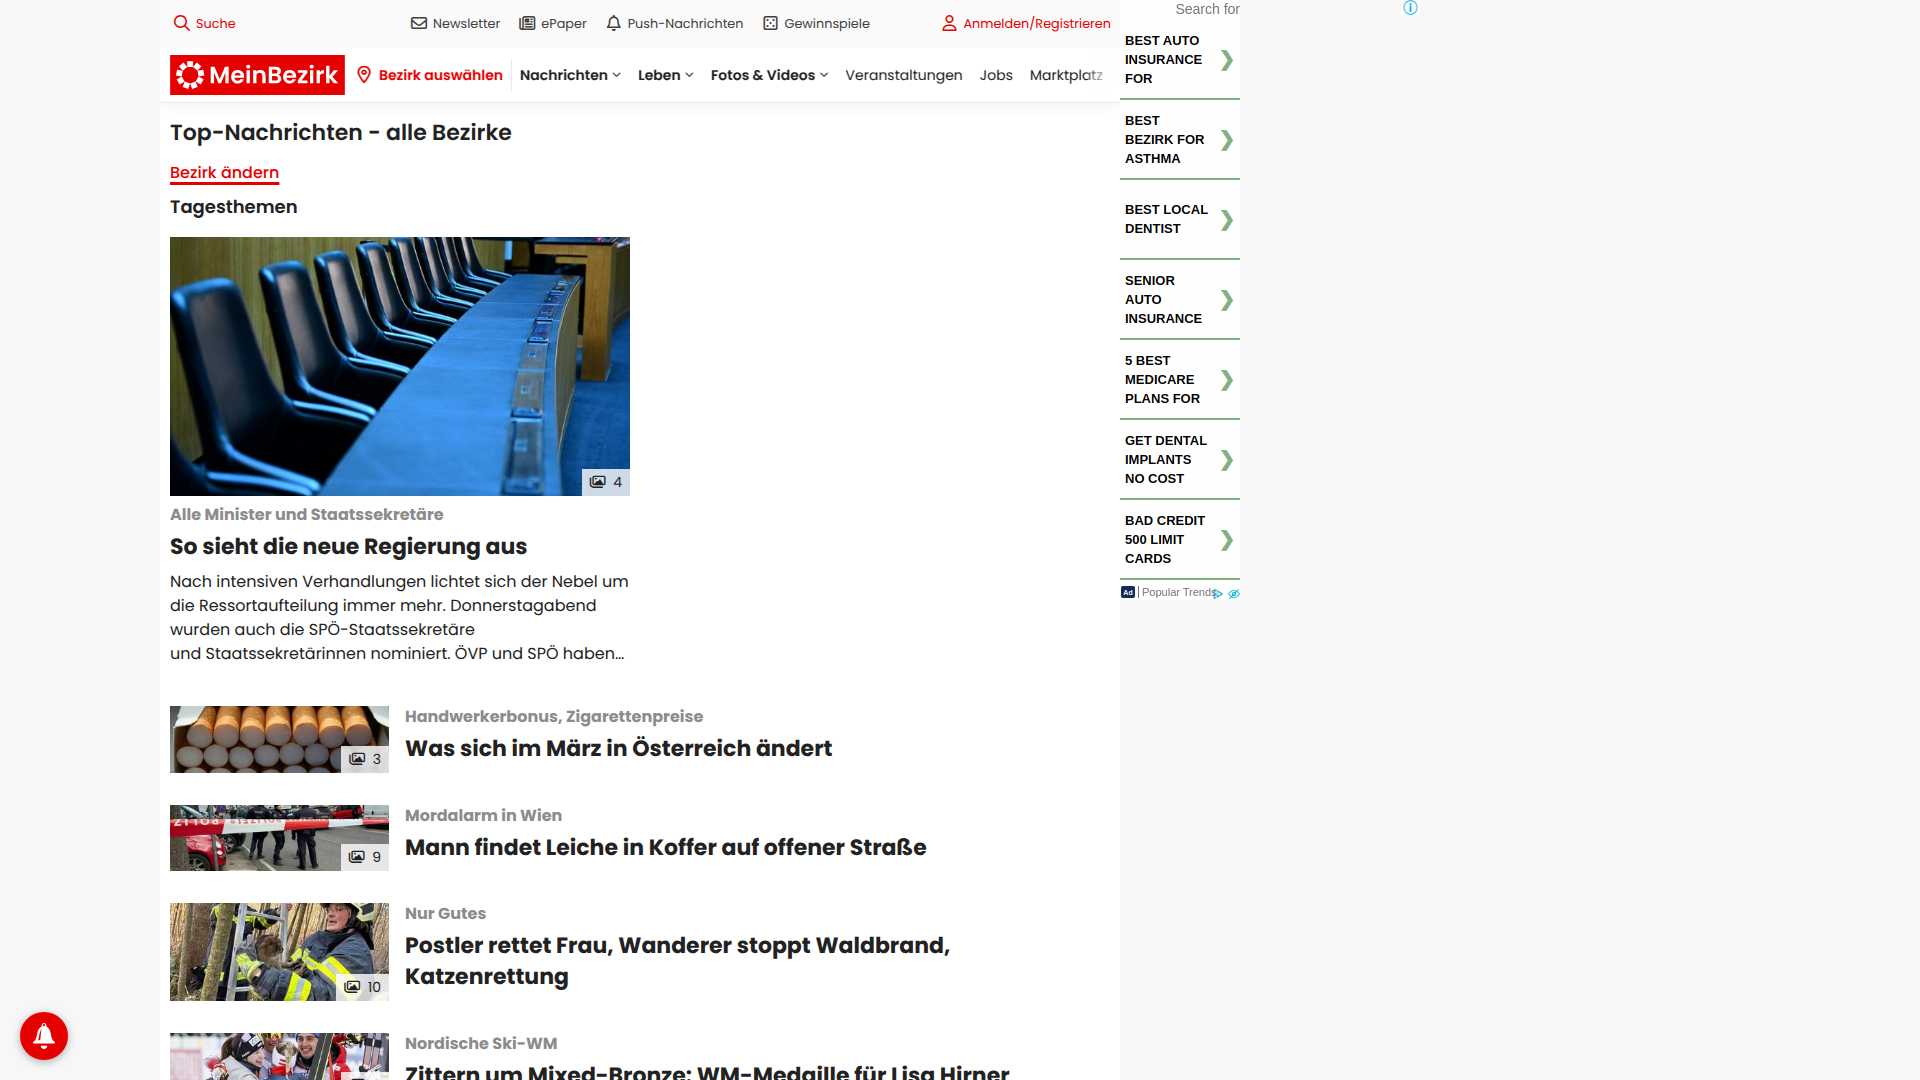 Suche
Newsletter
ePaper
Push-Nachrichten
Gewinnspiele
Anmelden/Registrieren
MeinBezirk
Bezirk auswählen
Nachrichten
Leben
Fotos & Videos
Veranstaltungen
Jobs
Marktplatz
Top-Nachrichten - alle Bezirke
Bezirk ändern
Tagesthemen
4
Alle Minister und Staatssekretäre
So sieht die neue Regierung aus
Nach intensiven Verhandlungen lichtet sich der Nebel um
die Ressortaufteilung immer mehr. Donnerstagabend
wurden auch die SPÖ-Staatssekretäre
und Staatssekretärinnen nominiert. ÖVP und SPÖ haben...
3
Handwerkerbonus, Zigarettenpreise
Was sich im März in Österreich ändert
9
Mordalarm in Wien
Mann findet Leiche in Koffer auf offener Straße
10
Nur Gutes
Postler rettet Frau, Wanderer stoppt Waldbrand,
Katzenrettung
Nordische Ski-WM
Zittern um Mixed-Bronze: WM-Medaille für Lisa Hirner
Search for
BEST AUTO
INSURANCE
FOR
BEST
BEZIRK FOR
ASTHMA
BEST LOCAL
DENTIST
SENIOR
AUTO
INSURANCE
5 BEST
MEDICARE
PLANS FOR
GET DENTAL
IMPLANTS
NO COST
BAD CREDIT
500 LIMIT
CARDS
Ad | Popular Trends